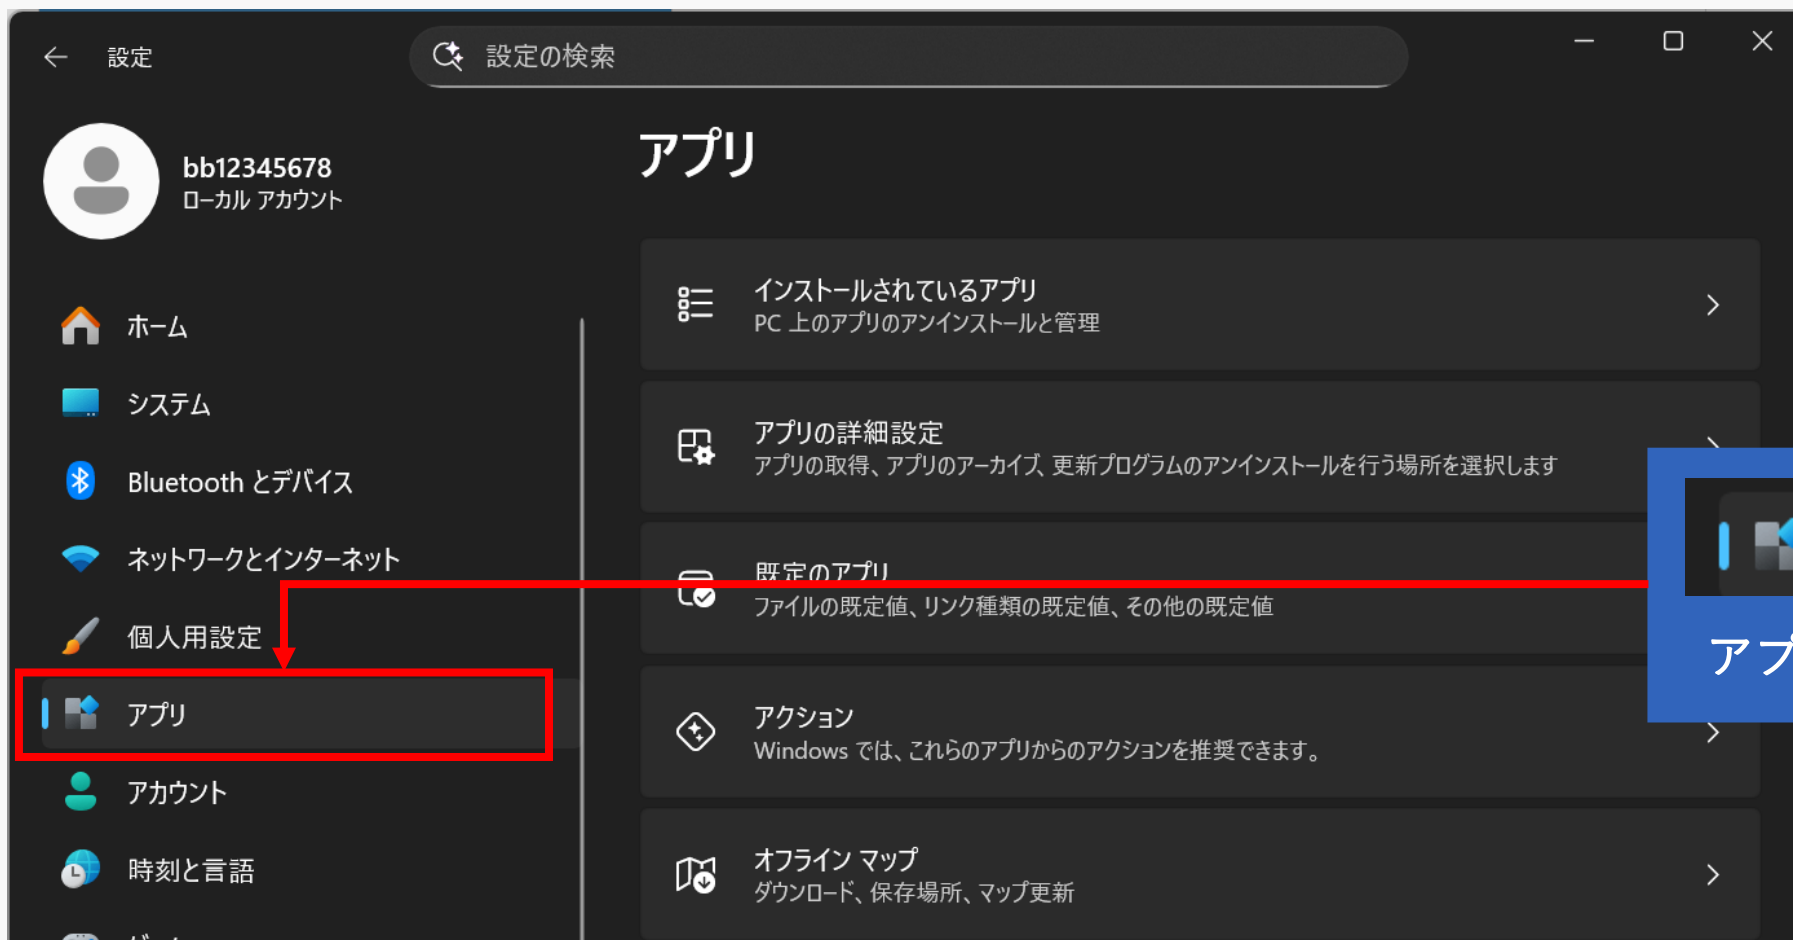 設定
設定の検索
bb12345678
ローカル アカウント
ホーム
システム
Bluetooth とデバイス
ネットワークとインターネット
個人用設定
アプリ
アカウント
時刻と言語
アプリ
インストールされているアプリ
PC 上のアプリのアンインストールと管理
アプリの詳細設定
アプリの取得、アプリのアーカイブ、更新プログラムのアンインストールを行う場所を選択します
既定のアプリ
ファイルの既定値、リンク種類の既定値、その他の既定値
アクション
Windows では、これらのアプリからのアクションを推奨できます。
オフライン マップ
ダウンロード、保存場所、マップ更新
アプ